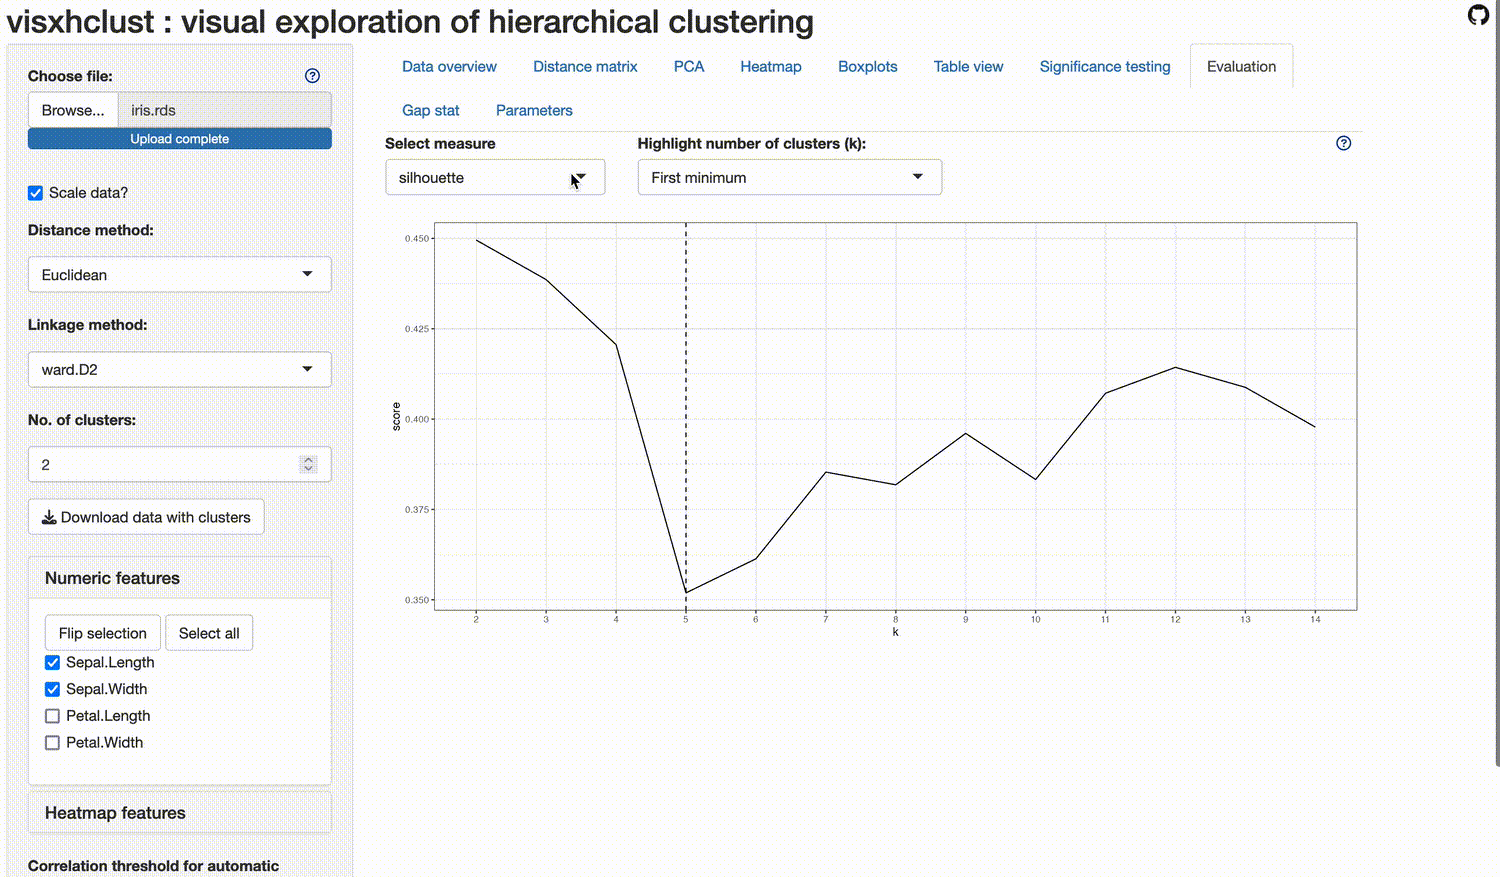 visxhclust : visual exploration of hierarchical clustering
Choose file:
Browse... iris.rds
Upload complete
Scale data?
Distance method:
Euclidean
Linkage method:
ward.D2
No. of clusters:
2
Download data with clusters
Numeric features
Flip selection Select all
Sepal.Length
Sepal.Width
Petal.Length
Petal.Width
Heatmap features
Correlation threshold for automatic
Data overview Distance matrix PCA Heatmap Boxplots Table view Significance testing Evaluation
Gap stat Parameters
Select measure Highlight number of clusters (k):
silhouette First minimum
0.450
0.425
0.400
0.375
0.350
score
2 3 4 5 6 7 8 9 10 11 12 13 14
k